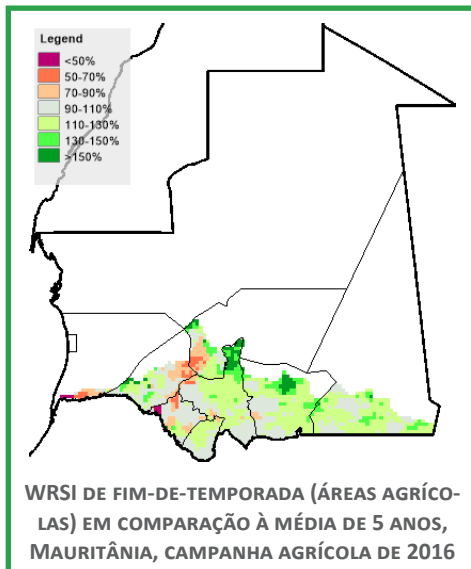 Legend
<50%
50-70%
70-90%
90-110%
110-130%
130-150%
>150%
WRSI DE FIM-DE-TEMPORADA (ÁREAS AGRÍCO-
LAS) EM COMPARAÇÃO À MÉDIA DE 5 ANOS,
MAURITÂNIA, CAMPANHA AGRÍCOLA DE 2016